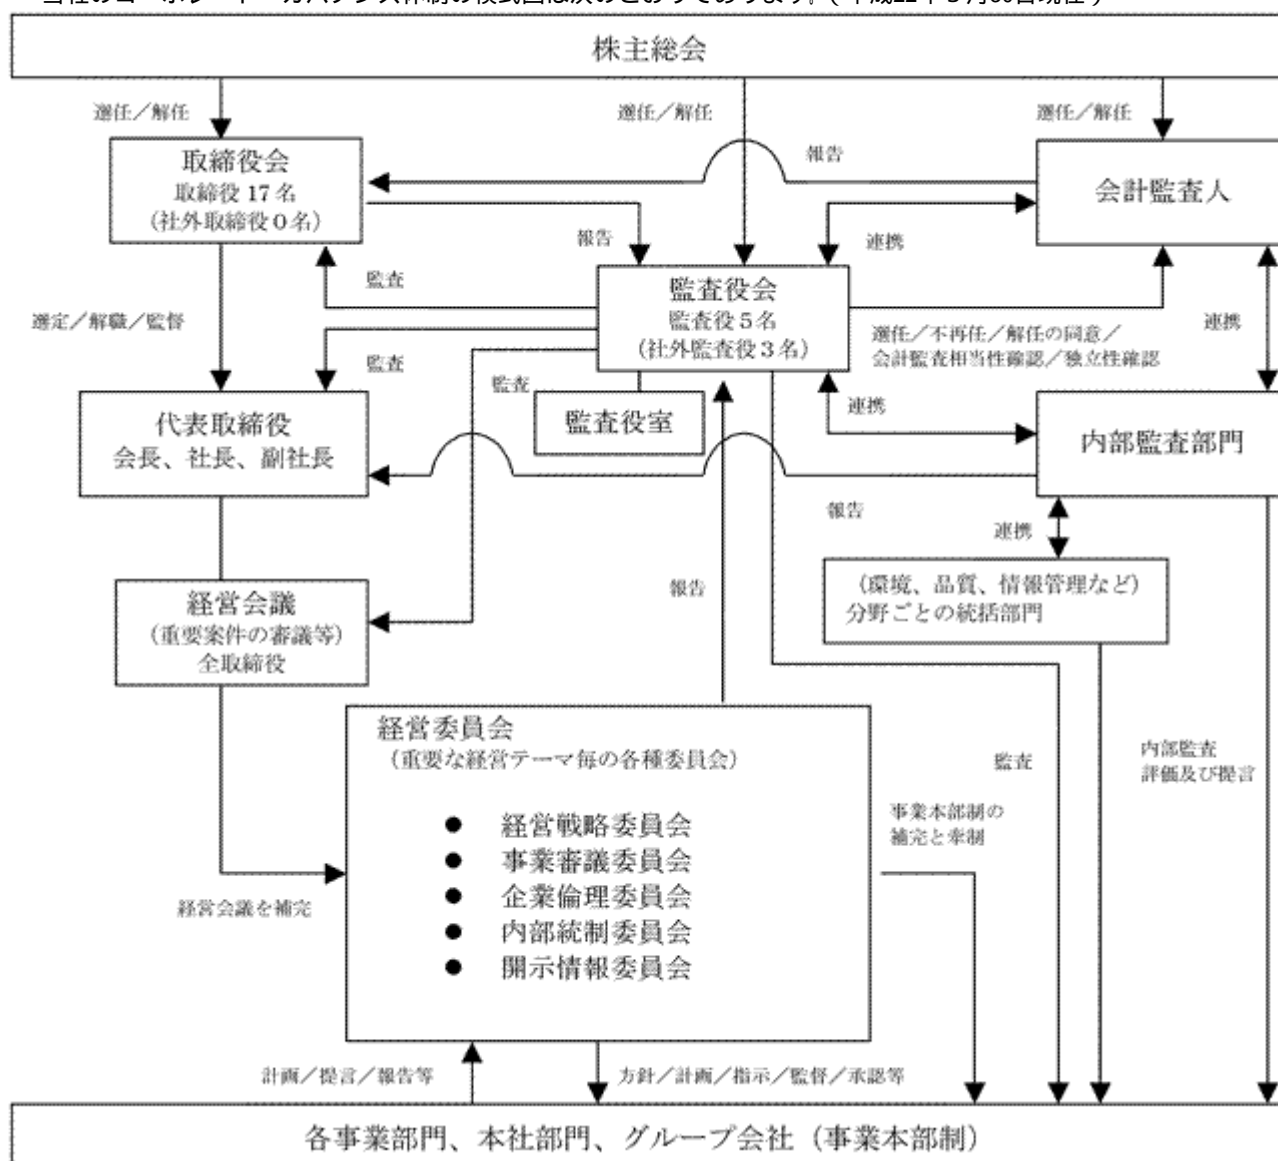 株主総会
選任／解任
選任／解任
選任／解任
取締役会
取締役 17 名
（社外取締役０名）
報告
会計監査人
報告
連携
監査
監査役会
監査役５名
（社外監査役３名）
選定／解職／監督
監査
選任／不再任／解任の同意／
会計監査相当性確認／独立性確認
連携
監査
代表取締役
会長、社長、副社長
監査役室
連携
内部監査部門
報告
連携
経営会議
（重要案件の審議等）
全取締役
報告
（環境、品質、情報管理など）
分野ごとの統括部門
経営委員会
（重要な経営テーマ毎の各種委員会）
● 経営戦略委員会
● 事業審議委員会
● 企業倫理委員会
● 内部統制委員会
● 開示情報委員会
監査
内部監査
評価及び提言
事業本部制の
補完と牽制
経営会議を補完
計画／提言／報告等
方針／計画／指示／監督／承認等
各事業部門、本社部門、グループ会社（事業本部制）